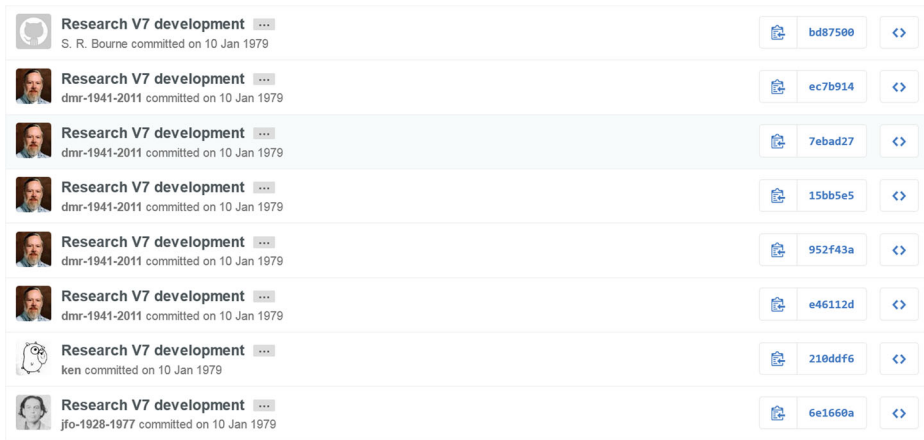 Research V7 development ...
S. R. Bourne committed on 10 Jan 1979
bd87500
Research V7 development ...
dmr-1941-2011 committed on 10 Jan 1979
ec7b914
Research V7 development ...
dmr-1941-2011 committed on 10 Jan 1979
7ebad27
Research V7 development ...
dmr-1941-2011 committed on 10 Jan 1979
15bb5e5
Research V7 development ...
dmr-1941-2011 committed on 10 Jan 1979
952f43a
Research V7 development ...
dmr-1941-2011 committed on 10 Jan 1979
e46112d
Research V7 development ...
ken committed on 10 Jan 1979
210ddf6
Research V7 development ...
jfo-1928-1977 committed on 10 Jan 1979
6e1660a